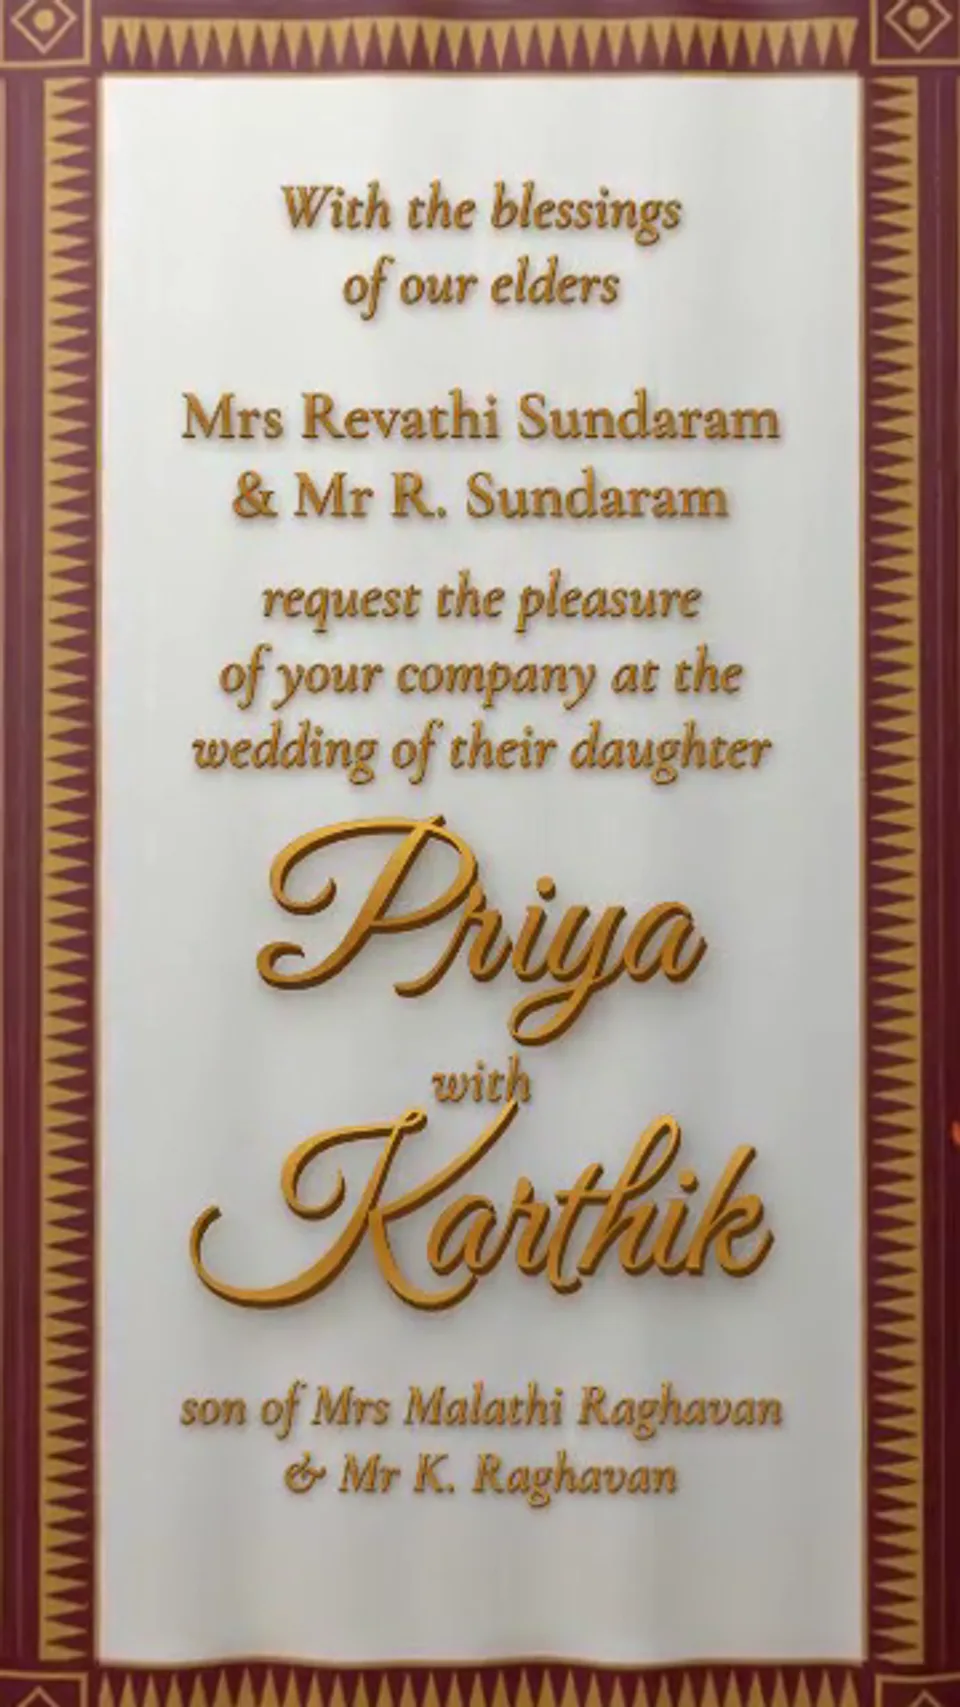 With the blessings
of our elders
Mrs Revathi Sundaram
& Mr R. Sundaram
request the pleasure
of your company at the
wedding of their daughter
Priya
with
Karthik
son of Mrs Malathi Raghavan
& Mr K. Raghavan